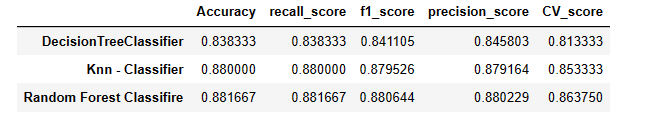 Accuracy recall_score f1_score precision_score CV_score
DecisionTreeClassifier 0.838333 0.838333 0.841105 0.845803 0.813333
Knn - Classifier 0.880000 0.880000 0.879526 0.879164 0.853333
Random Forest Classifire 0.881667 0.881667 0.880644 0.880229 0.863750